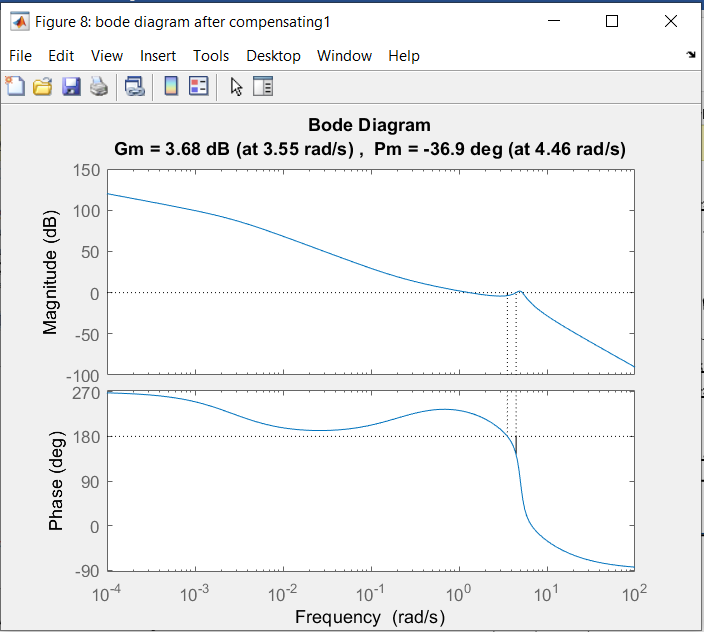 Figure 8: bode diagram after compensating1
File Edit View Insert Tools Desktop Window Help
Bode Diagram
Gm = 3.68 dB (at 3.55 rad/s) , Pm = -36.9 deg (at 4.46 rad/s)
150
100
50
0
-50
-100
Magnitude (dB)
270
180
90
0
-90
Phase (deg)
10-4 10-3 10-2 10-1 100 101 102
Frequency (rad/s)